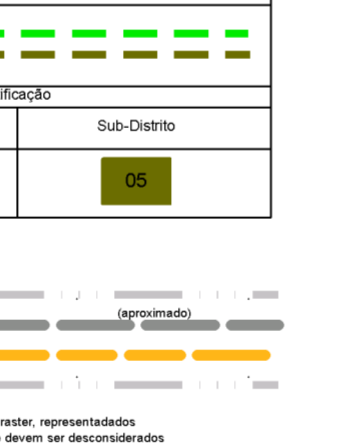 ificação
Sub-Distrito
05
(aproximado)
raster, representadados
devem ser desconsiderados